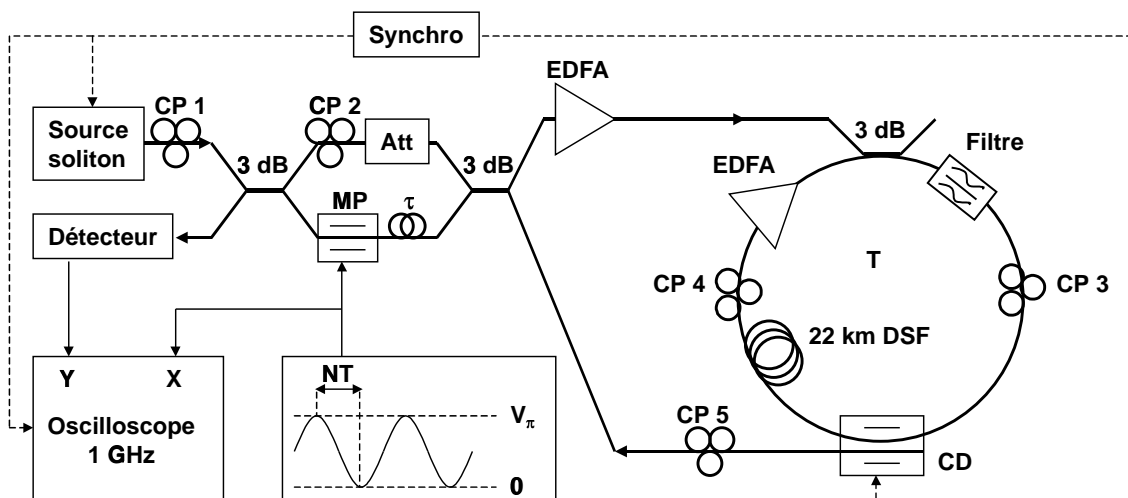 Synchro
EDFA
CP 1
CP 2
Source
soliton
Att
3 dB
3 dB
3 dB
Filtre
EDFA
MP
τ
Détecteur
T
CP 4
CP 3
22 km DSF
Y
X
NT
Vπ
CP 5
Oscilloscope
1 GHz
0
CD